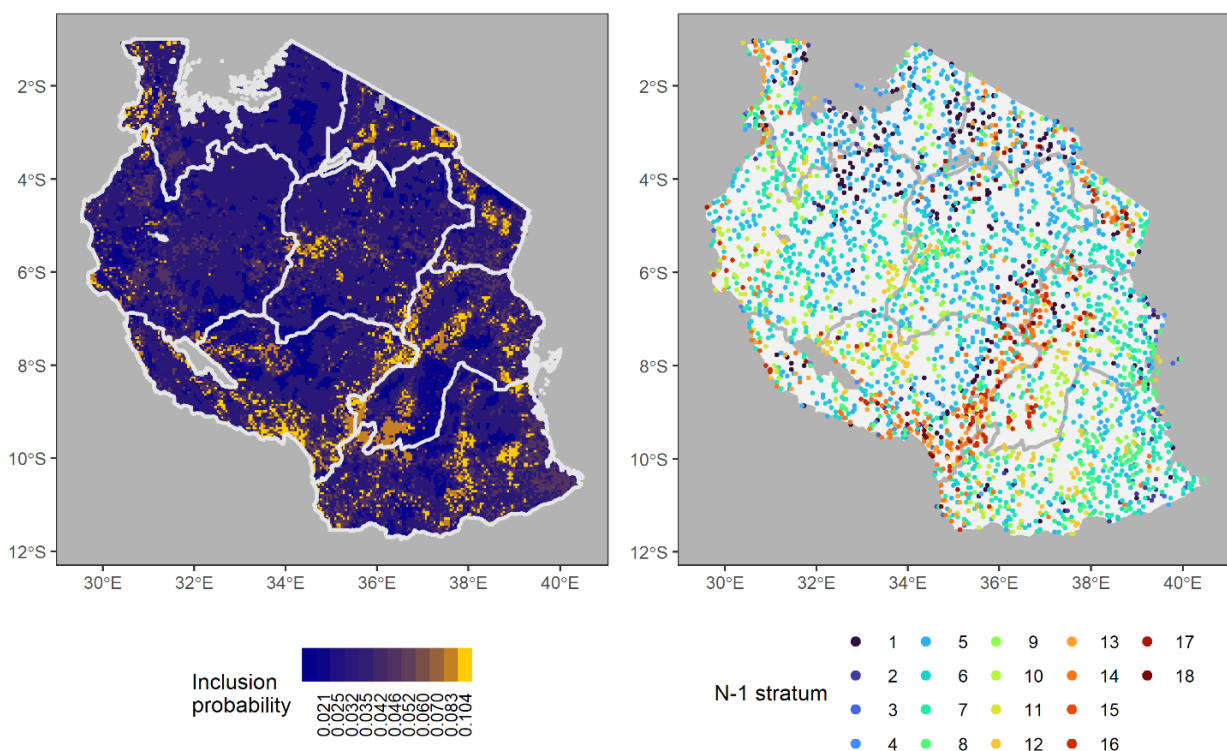 2°S
4°S
6°S
8°S
10°S
12°S
30°E 32°E 34°E 36°E 38°E 40°E
2°S
4°S
6°S
8°S
10°S
12°S
30°E 32°E 34°E 36°E 38°E 40°E
Inclusion
probability
0.021
0.025
0.032
0.035
0.042
0.046
0.052
0.060
0.070
0.083
0.104
N-1 stratum
1 5 9 13 17
2 6 10 14 18
3 7 11 15
4 8 12 16